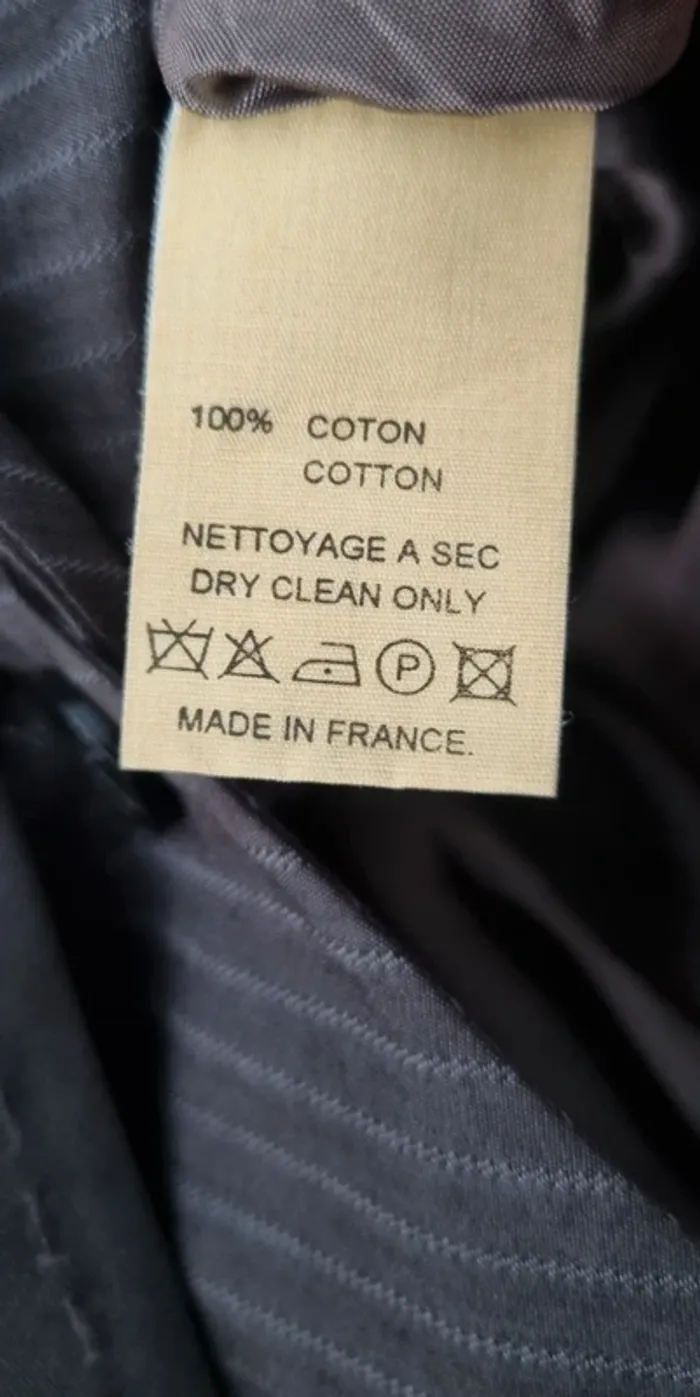 100% COTON
COTTON
NETTOYAGE A SEC
DRY CLEAN ONLY
P
MADE IN FRANCE.